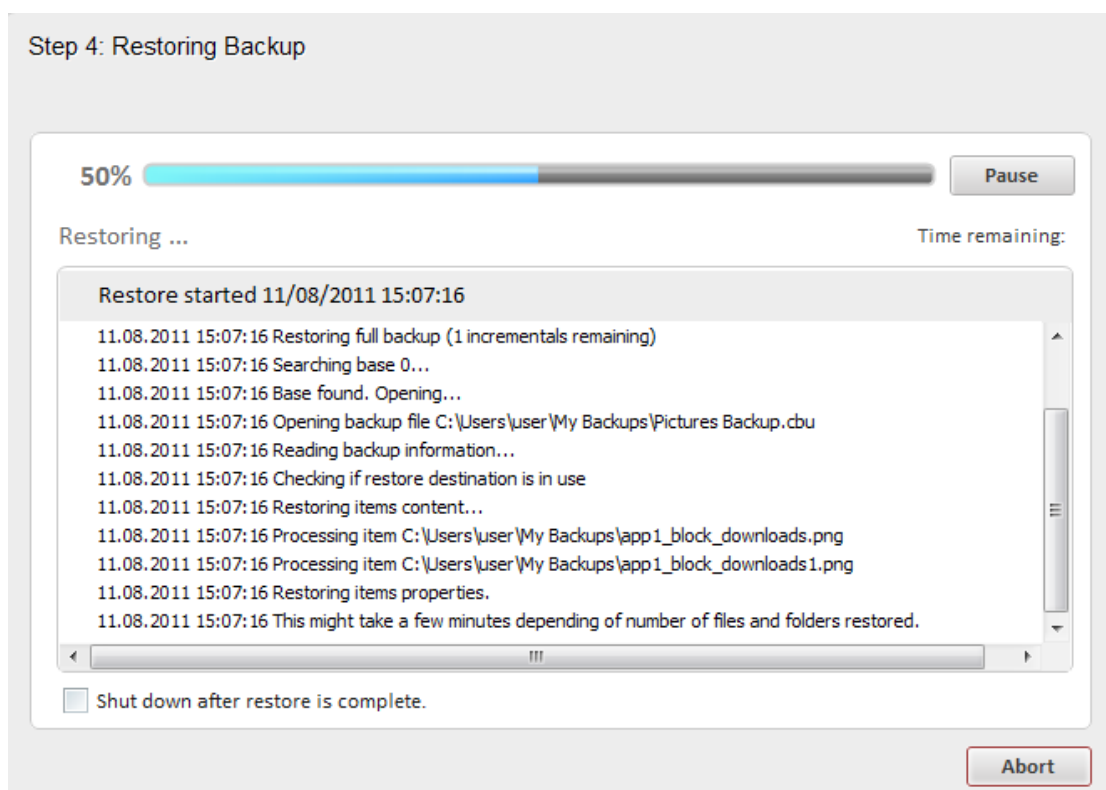 Step 4: Restoring Backup
50%
Pause
Restoring ...
Time remaining:
Restore started 11/08/2011 15:07:16
11.08.2011 15:07:16 Restoring full backup (1 incrementals remaining)
11.08.2011 15:07:16 Searching base 0...
11.08.2011 15:07:16 Base found. Opening...
11.08.2011 15:07:16 Opening backup file C:\Users\user\My Backups\Pictures Backup.cbu
11.08.2011 15:07:16 Reading backup information...
11.08.2011 15:07:16 Checking if restore destination is in use
11.08.2011 15:07:16 Restoring items content...
11.08.2011 15:07:16 Processing item C:\Users\user\My Backups\app1_block_downloads.png
11.08.2011 15:07:16 Processing item C:\Users\user\My Backups\app1_block_downloads1.png
11.08.2011 15:07:16 Restoring items properties.
11.08.2011 15:07:16 This might take a few minutes depending of number of files and folders restored.
Shut down after restore is complete.
Abort